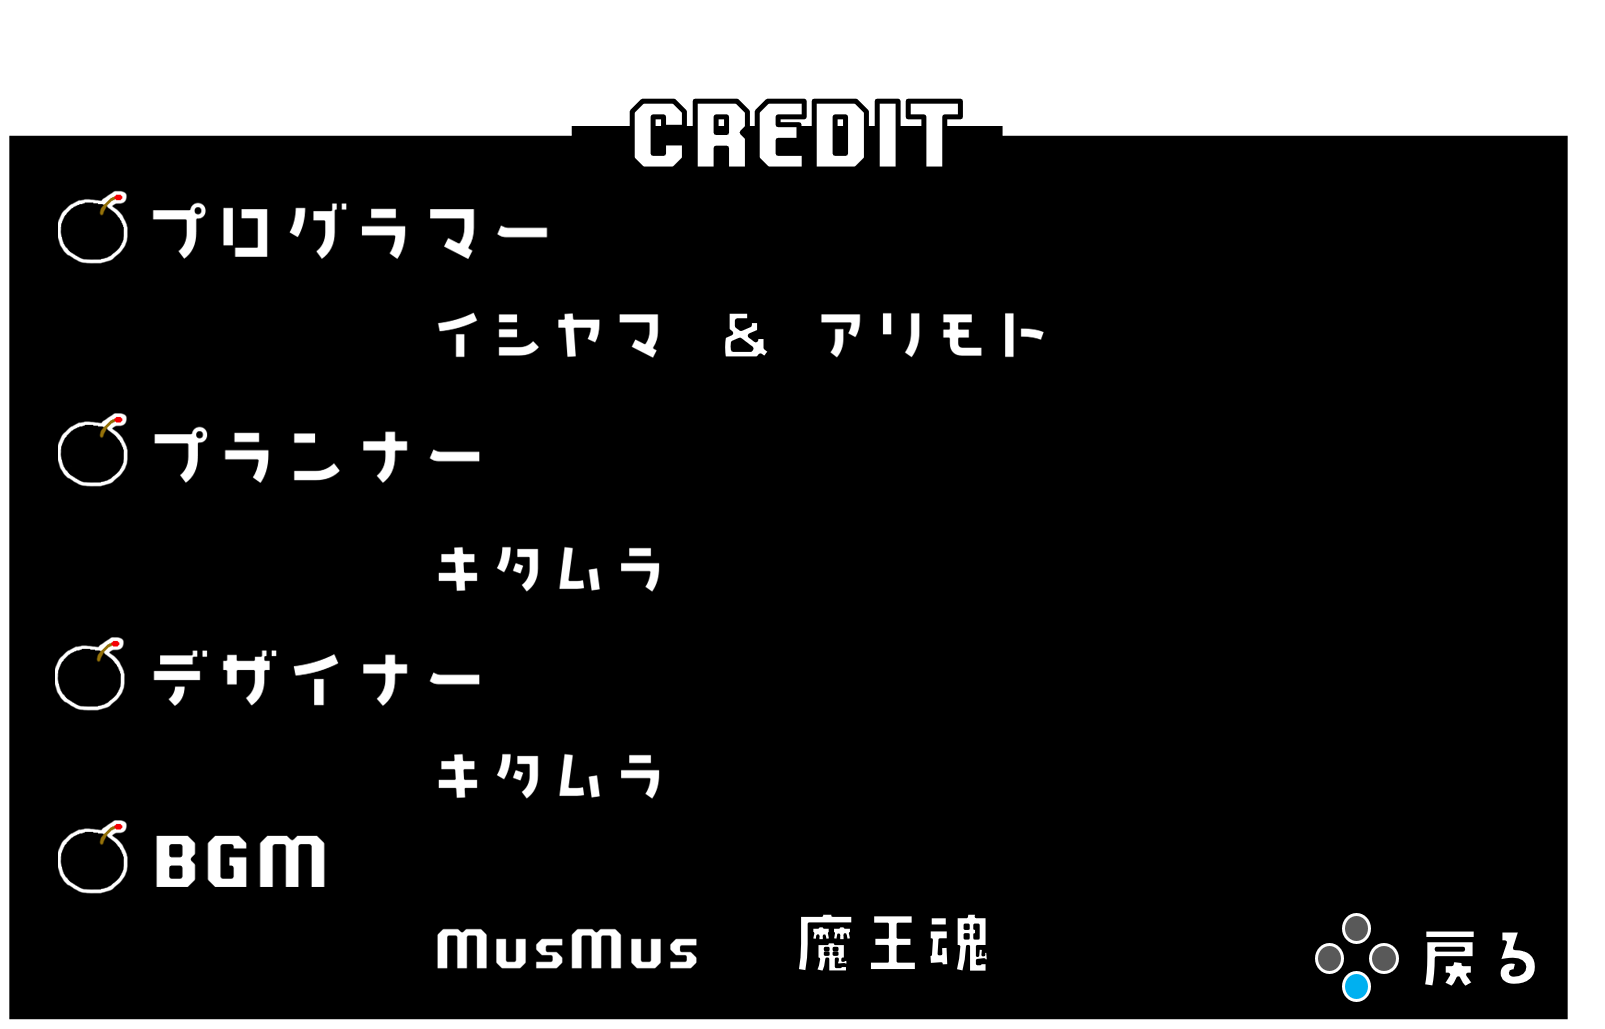 CREDIT
プログラマー
イシヤマ & アリモト
プランナー
キタムラ
デザイナー
キタムラ
BGM
MusMus 魔王魂
戻る